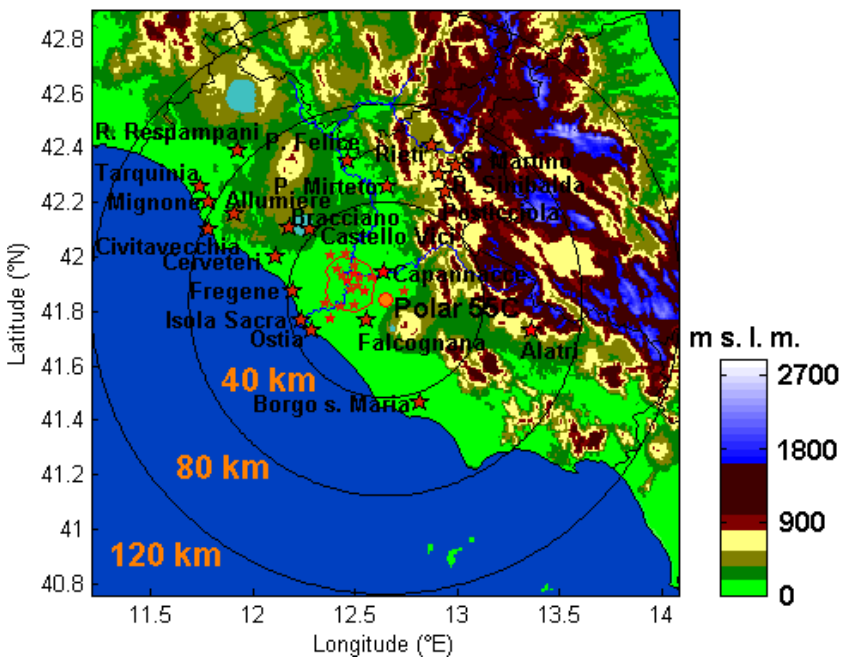 42.8
42.6
42.4
42.2
42
41.8
41.6
41.4
41.2
41
40.8
Latitude (°N)
R. Respampani
P. Felice
Rieti
S. Martino
Tarquinia
P. Mirteto
R. Sinibalda
Mignone
Allumiere
Posticciola
Bracciano
Civitavecchia
Castello Vici
Cerveteri
Capannacce
Fregene
Polar 55C
Isola Sacra
Ostia
Falcognana
Alatri
40 km
Borgo s. Maria
80 km
120 km
m s. l. m.
2700
1800
900
0
11.5
12
12.5
13
13.5
14
Longitude (°E)